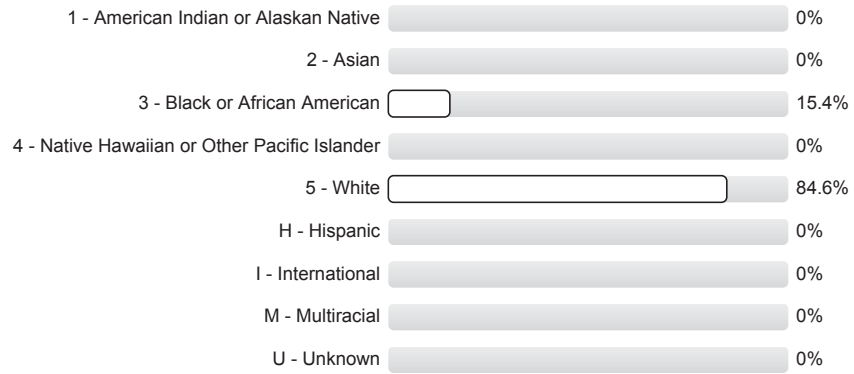 1 - American Indian or Alaskan Native 0%
2 - Asian 0%
3 - Black or African American 15.4%
4 - Native Hawaiian or Other Pacific Islander 0%
5 - White 84.6%
H - Hispanic 0%
I - International 0%
M - Multiracial 0%
U - Unknown 0%